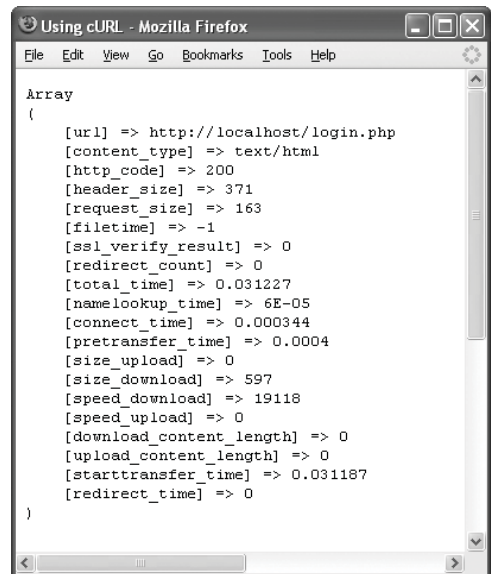 Using cURL - Mozilla Firefox
File Edit View Go Bookmarks Tools Help
Array
(
[url] => http://localhost/login.php
[content_type] => text/html
[http_code] => 200
[header_size] => 371
[request_size] => 163
[filetime] => -1
[ssl_verify_result] => 0
[redirect_count] => 0
[total_time] => 0.031227
[namelookup_time] => 6E-05
[connect_time] => 0.000344
[pretransfer_time] => 0.0004
[size_upload] => 0
[size_download] => 597
[speed_download] => 19118
[speed_upload] => 0
[download_content_length] => 0
[upload_content_length] => 0
[starttransfer_time] => 0.031187
[redirect_time] => 0
)